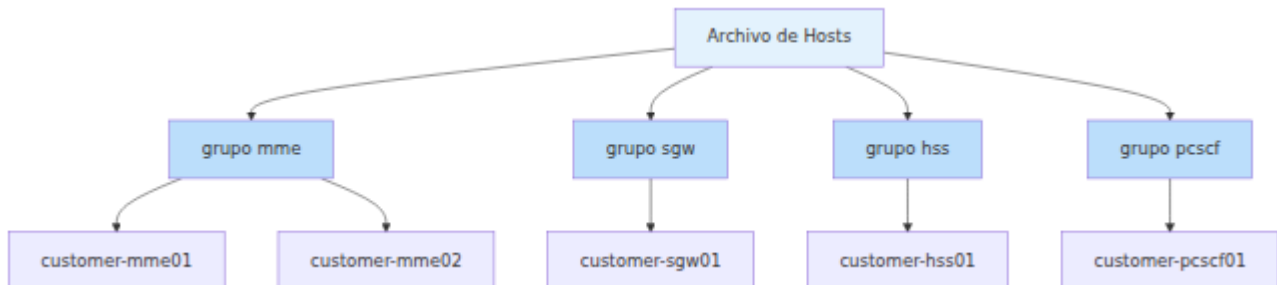 Archivo de Hosts
grupo mme
grupo sgw
grupo hss
grupo pcscf
customer-mme01
customer-mme02
customer-sgw01
customer-hss01
customer-pcscf01